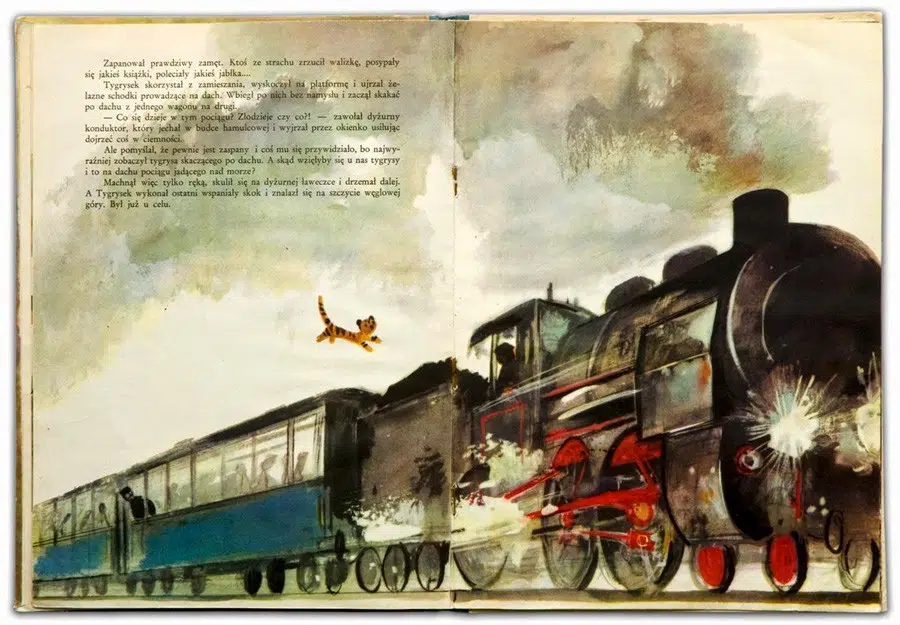 Zapanował prawdziwy zamęt. Ktoś ze strachu zrzucił walizkę, posypały
się jakieś książki, poleciały jakieś jabłka....
Tygrysek skorzystał z zamieszania, wyskoczył na platformę i ujrzał że-
lazne schodki prowadzące na dach. Wbiegł po nich bez namysłu i zaczął skakać
po dachu z jednego wagonu na drugi.
— Co się dzieje w tym pociągu? Złodzieje czy co?! — zawołał dyżurny
konduktor, który jechał w budce hamulcowej i wyjrzał przez okienko usiłując
dojrzeć coś w ciemności.
Ale pomyślał, że pewnie jest zaspany i coś mu się przywidziało, bo najwy-
raźniej zobaczył tygrysa skaczącego po dachu. A skąd wzięłyby się u nas tygrysy
i to na dachu pociągu jadącego nad morze?
Machnął więc tylko ręką, skulił się na dyżurnej ławeczce i drzemał dalej.
A Tygrysek wykonał ostatni wspaniały skok i znalazł się na szczycie węglowej
góry. Był już u celu.